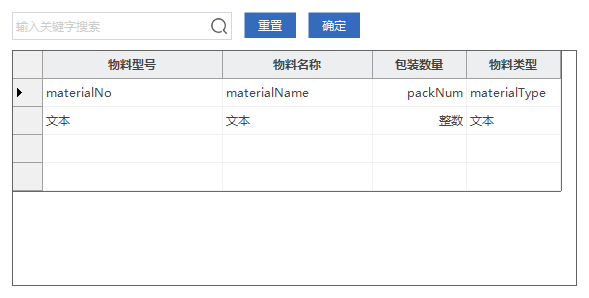 输入关键字搜索 重置 确定
物料型号 物料名称 包装数量 物料类型
materialNo materialName packNum materialType
文本 文本 整数 文本